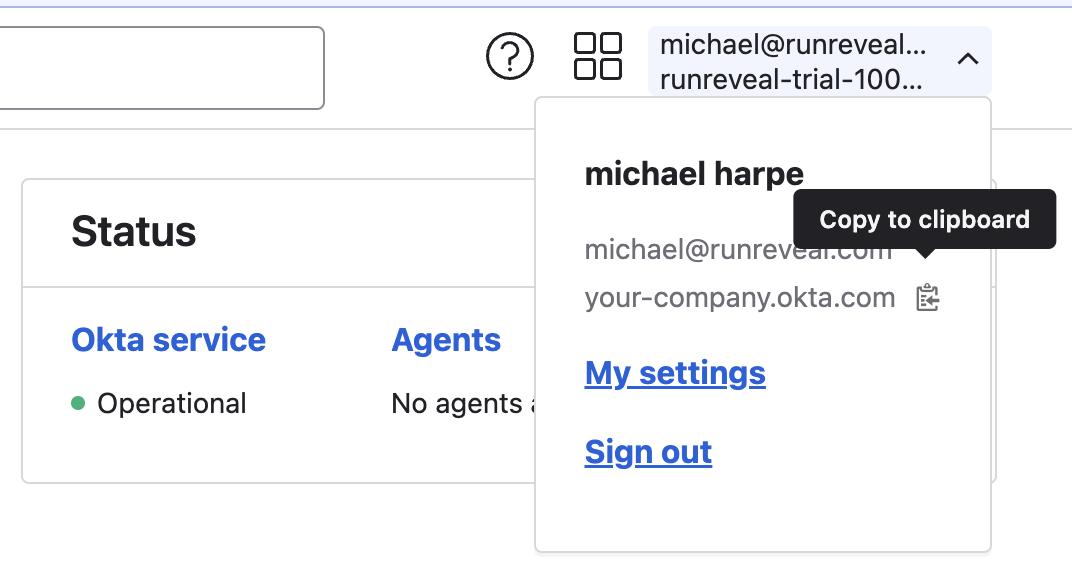 michael@runreveal...
runreveal-trial-100...
michael harpe
Copy to clipboard
michael@runreveal.com
your-company.okta.com
My settings
Sign out
Status
Okta service
Agents
Operational
No agents